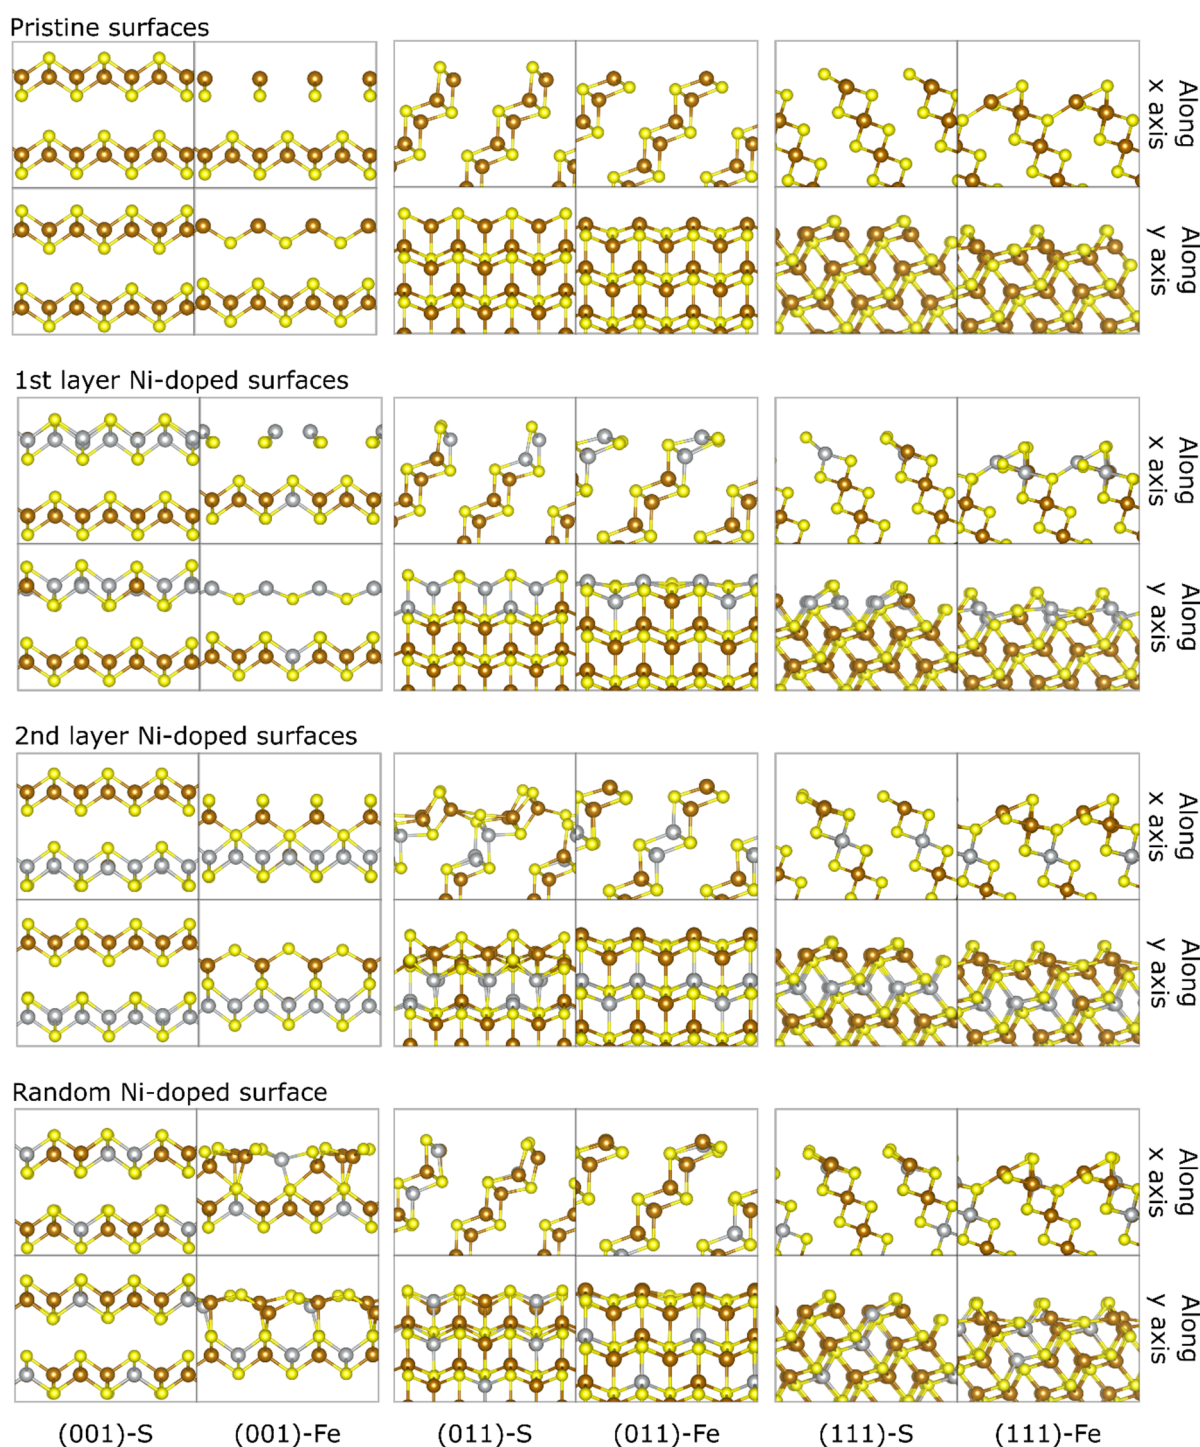 Pristine surfaces
Along
x axis
Along
y axis
1st layer Ni-doped surfaces
Along
x axis
Along
y axis
2nd layer Ni-doped surfaces
Along
x axis
Along
y axis
Random Ni-doped surface
Along
x axis
Along
y axis
(001)-S
(001)-Fe
(011)-S
(011)-Fe
(111)-S
(111)-Fe